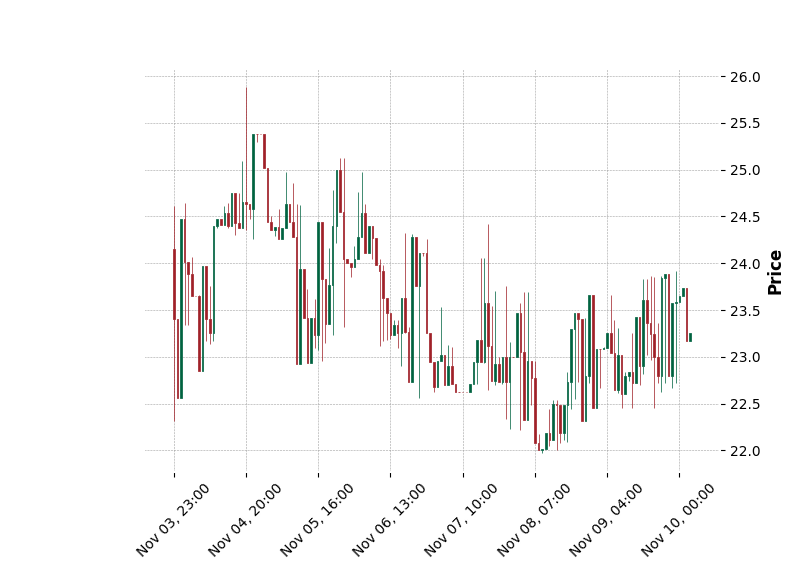 26.0
25.5
25.0
24.5
24.0
23.5
23.0
22.5
22.0
Price
Nov 03, 23:00
Nov 04, 20:00
Nov 05, 16:00
Nov 06, 13:00
Nov 07, 10:00
Nov 08, 07:00
Nov 09, 04:00
Nov 10, 00:00